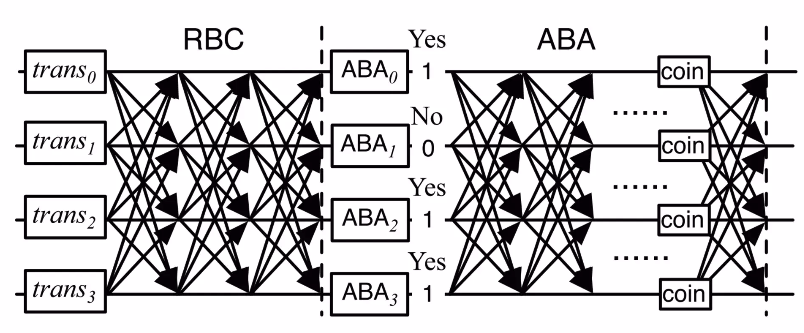 RBC Yes ABA
trans0 ABA0 1 coin
No ......
trans1 ABA1 0 coin
Yes ......
trans2 ABA2 1 coin
Yes ......
trans3 ABA3 1 coin